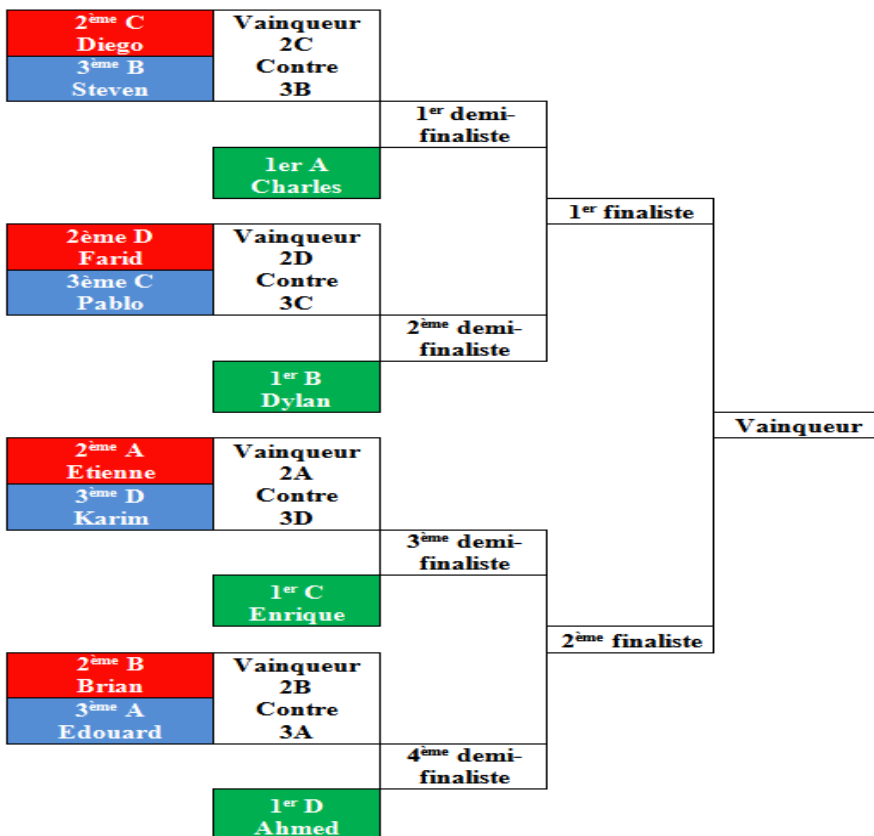 2ème C
Diego
3ème B
Steven
Vainqueur
2C
Contre
3B
1er demi-
finaliste
1er A
Charles
1er finaliste
2ème D
Farid
3ème C
Pablo
Vainqueur
2D
Contre
3C
2ème demi-
finaliste
1er B
Dylan
Vainqueur
2ème A
Etienne
3ème D
Karim
Vainqueur
2A
Contre
3D
3ème demi-
finaliste
1er C
Enrique
2ème finaliste
2ème B
Brian
3ème A
Edouard
Vainqueur
2B
Contre
3A
4ème demi-
finaliste
1er D
Ahmed